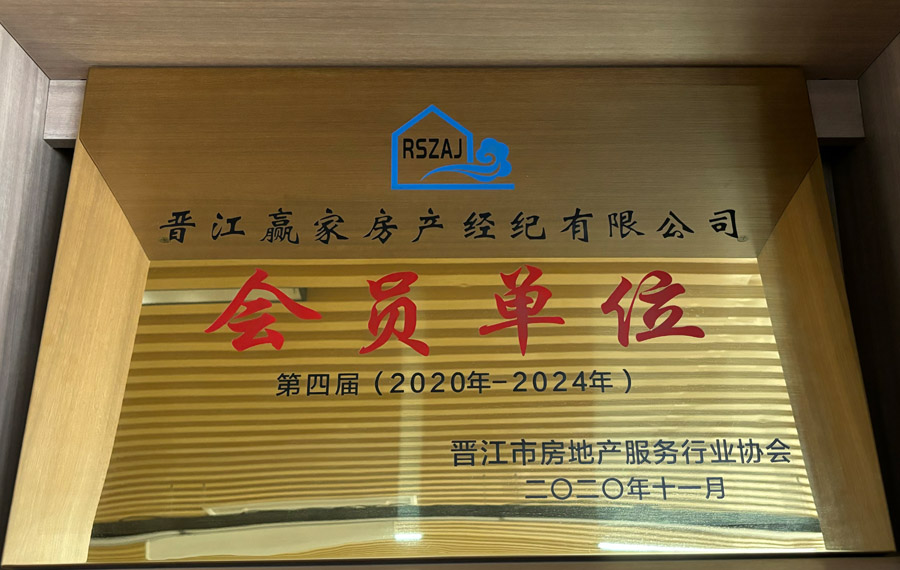 RSZAJ
晋江赢家房产经纪有限公司
会员单位
第四届（2020年-2024年）
晋江市房地产服务行业协会
二〇二〇年十一月